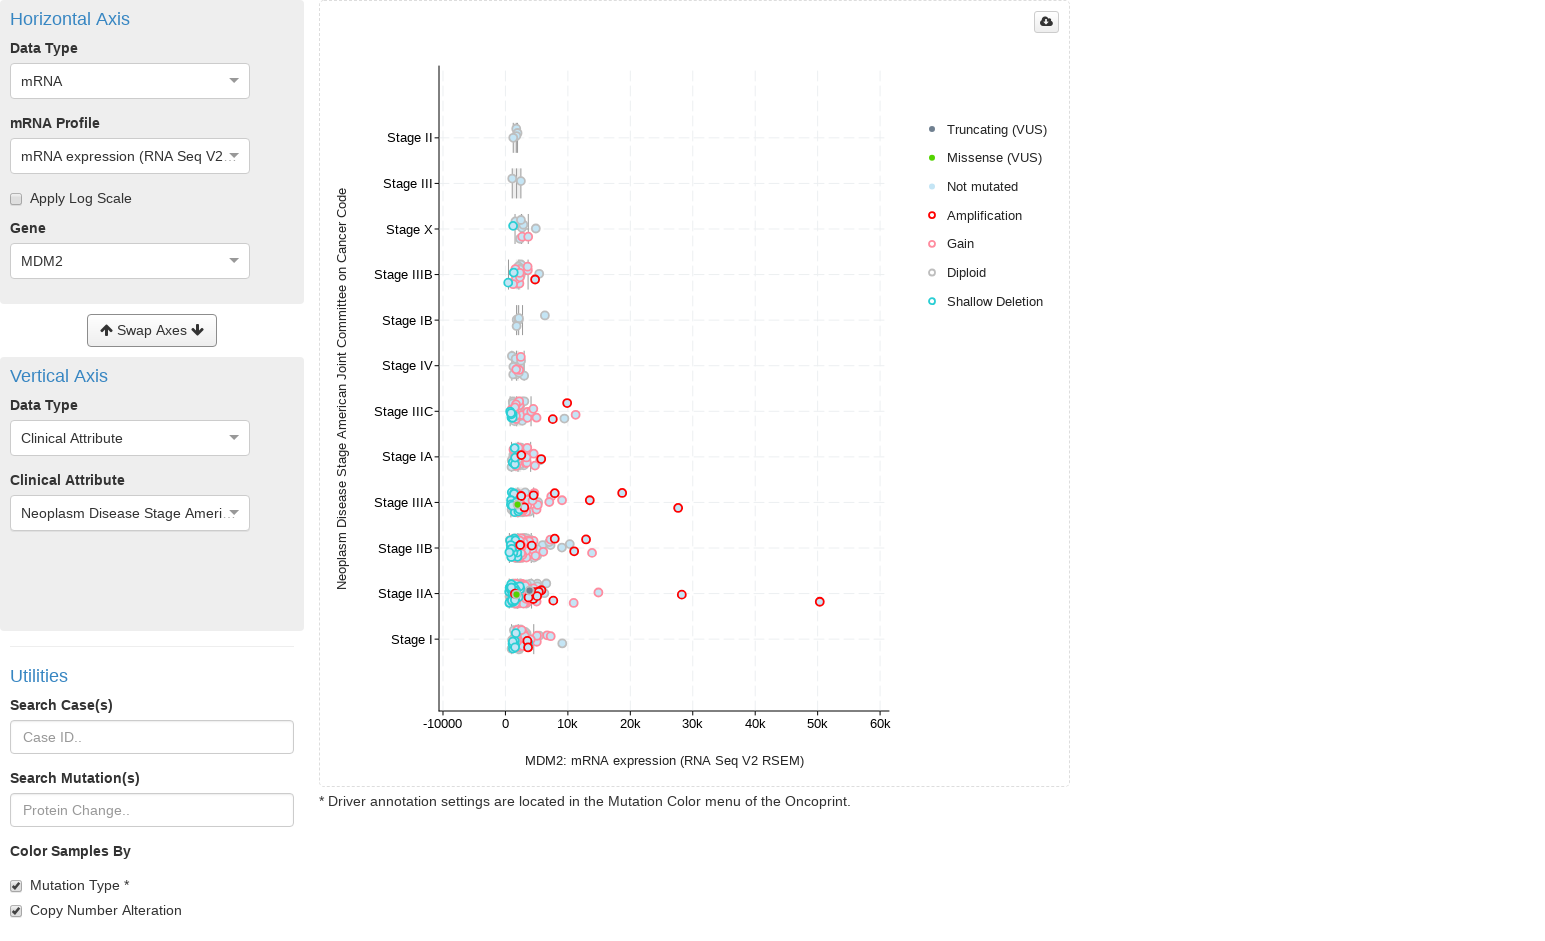 Horizontal Axis
Data Type
mRNA
mRNA Profile
mRNA expression (RNA Seq V2...
Apply Log Scale
Gene
MDM2
Swap Axes
Vertical Axis
Data Type
Clinical Attribute
Clinical Attribute
Neoplasm Disease Stage Ameri...
Utilities
Search Case(s)
Case ID..
Search Mutation(s)
Protein Change..
Color Samples By
Mutation Type *
Copy Number Alteration
Neoplasm Disease Stage American Joint Committee on Cancer Code
Stage II
Stage III
Stage X
Stage IIIB
Stage IB
Stage IV
Stage IIIC
Stage IA
Stage IIIA
Stage IIB
Stage IIA
Stage I
-10000 0 10k 20k 30k 40k 50k 60k
MDM2: mRNA expression (RNA Seq V2 RSEM)
Truncating (VUS)
Missense (VUS)
Not mutated
Amplification
Gain
Diploid
Shallow Deletion
* Driver annotation settings are located in the Mutation Color menu of the Oncoprint.